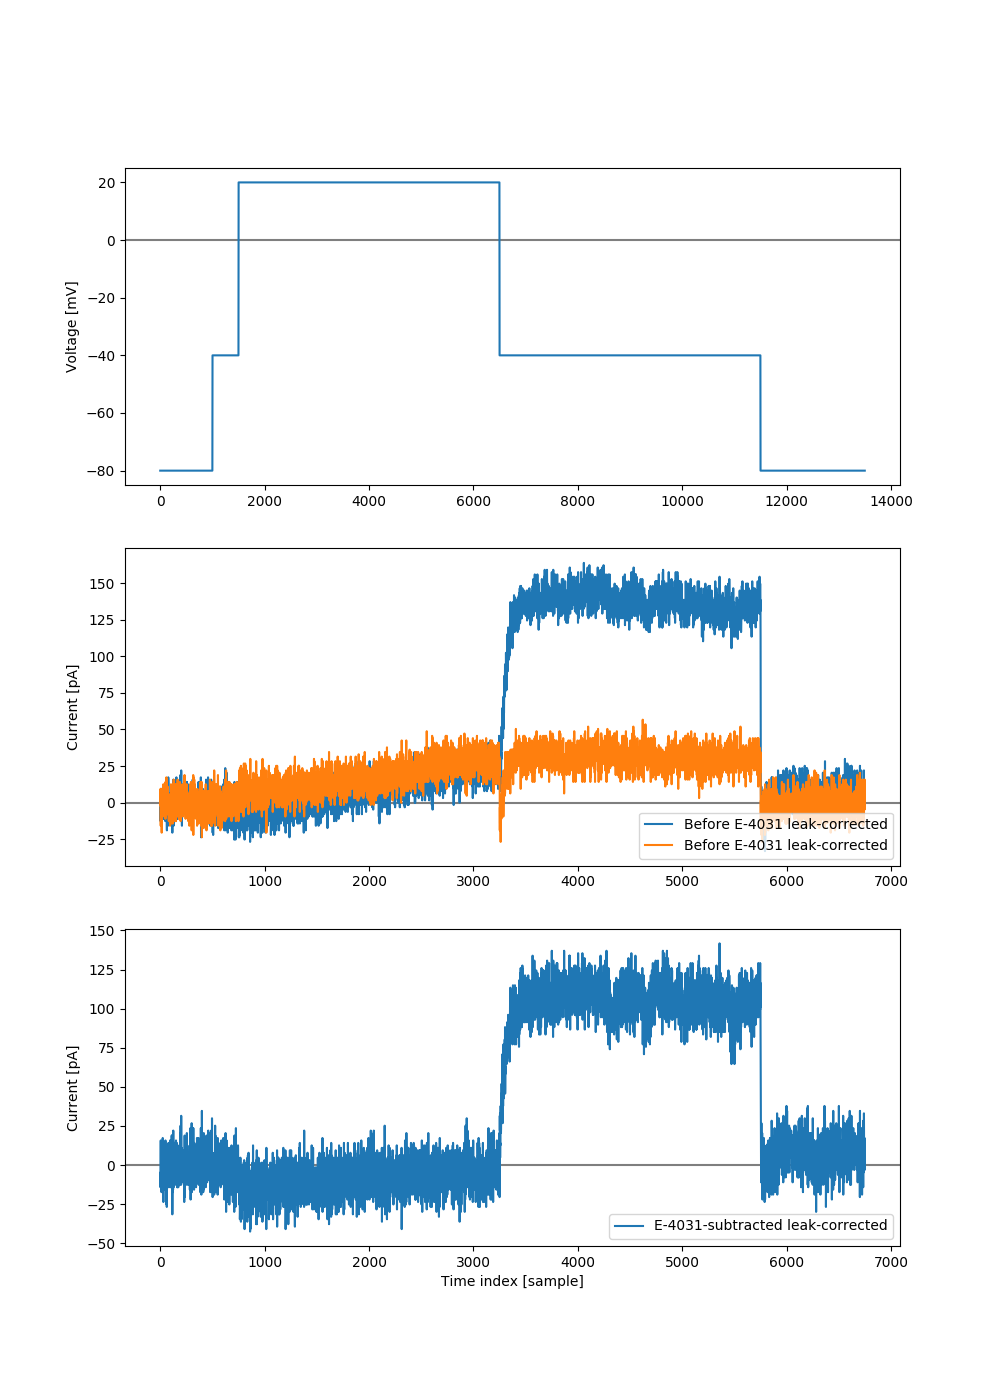 20
0
−20
−40
−60
−80
Voltage [mV]
0 2000 4000 6000 8000 10000 12000 14000
150
125
100
75
50
25
0
−25
Current [pA]
Before E-4031 leak-corrected
Before E-4031 leak-corrected
0 1000 2000 3000 4000 5000 6000 7000
150
125
100
75
50
25
0
−25
−50
Current [pA]
E-4031-subtracted leak-corrected
0 1000 2000 3000 4000 5000 6000 7000
Time index [sample]